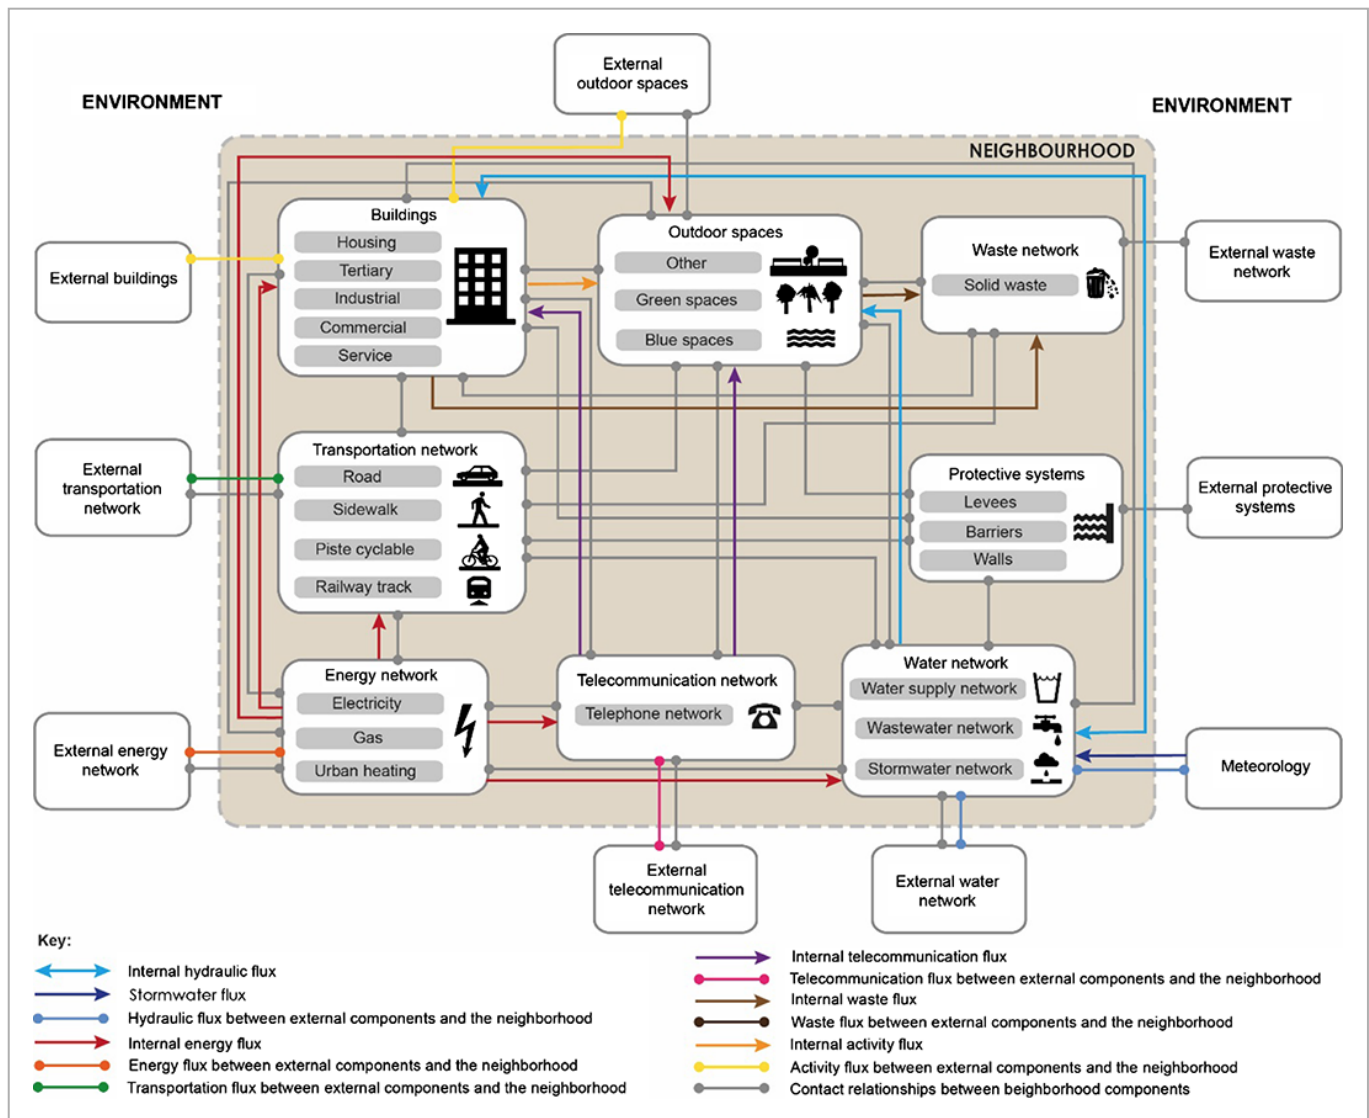 External
outdoor spaces
ENVIRONMENT
ENVIRONMENT
NEIGHBOURHOOD
Buildings
Housing
Tertiary
Industrial
Commercial
Service
Outdoor spaces
Other
Green spaces
Blue spaces
Waste network
Solid waste
External buildings
External waste
network
Transportation network
Road
Sidewalk
Piste cyclable
Railway track
External
transportation
network
Protective systems
Levees
Barriers
Walls
External protective
systems
Energy network
Electricity
Gas
Urban heating
Telecommunication network
Telephone network
Water network
Water supply network
Wastewater network
Stormwater network
External energy
network
Meteorology
External
telecommunication
network
External water
network
Key:
Internal hydraulic flux
Stormwater flux
Hydraulic flux between external components and the neighborhood
Internal energy flux
Energy flux between external components and the neighborhood
Transportation flux between external components and the neighborhood
Internal telecommunication flux
Telecommunication flux between external components and the neighborhood
Internal waste flux
Waste flux between external components and the neighborhood
Internal activity flux
Activity flux between external components and the neighborhood
Contact relationships between beighborhood components